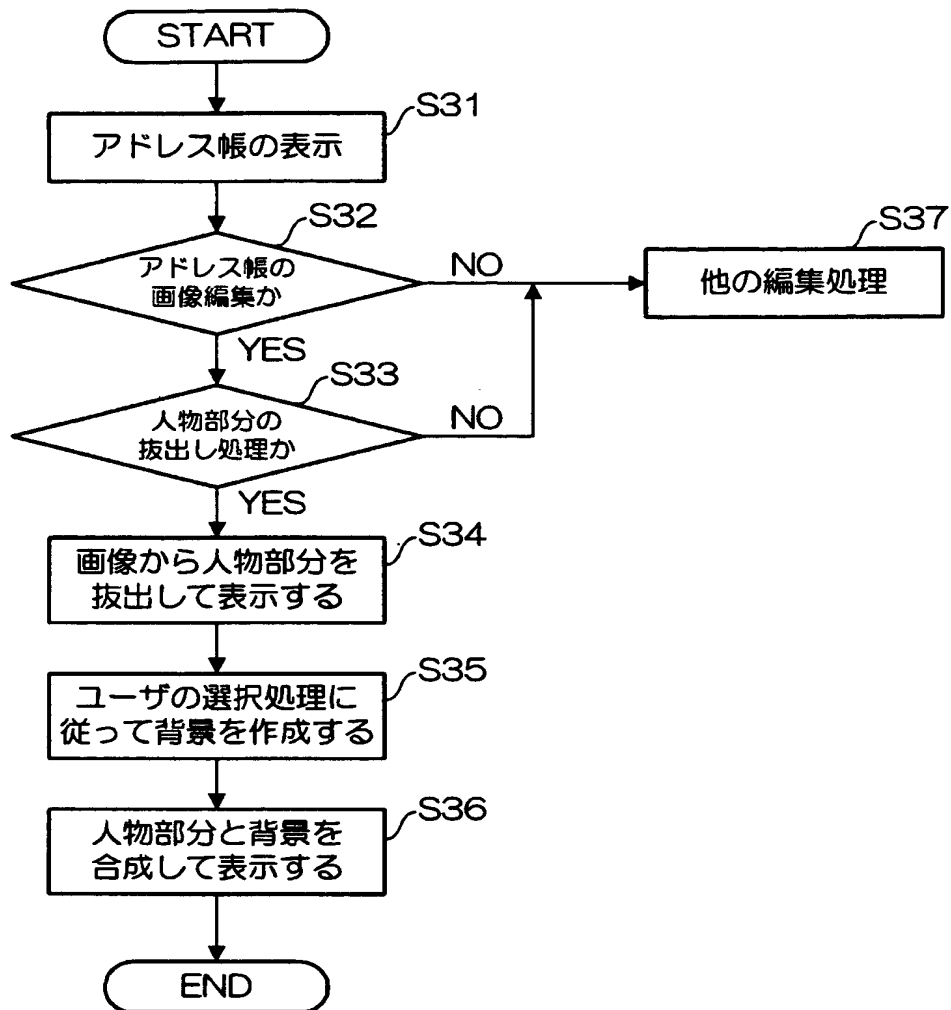 START
S31
アドレス帳の表示
S32
アドレス帳の
画像編集か
NO
YES
S37
他の編集処理
S33
人物部分の
抜出し処理か
NO
YES
S34
画像から人物部分を
抜出して表示する
S35
ユーザの選択処理に
従って背景を作成する
S36
人物部分と背景を
合成して表示する
END